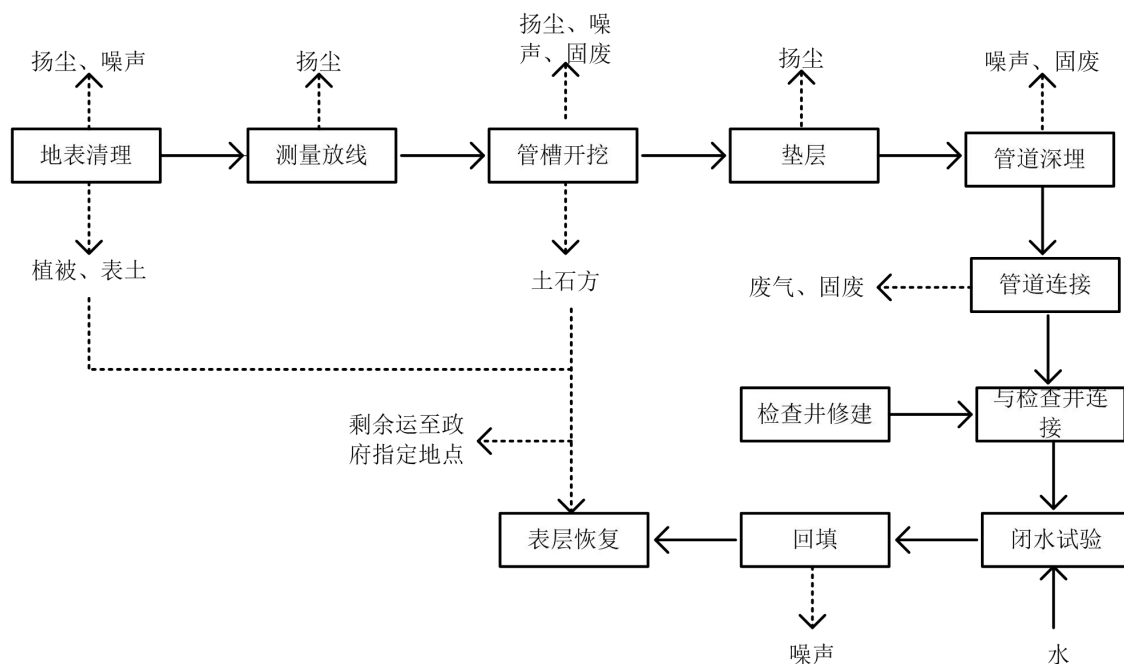 扬尘、噪声
扬尘
扬尘、噪
声、固废
扬尘
噪声、固废
地表清理
测量放线
管槽开挖
垫层
管道深埋
植被、表土
土石方
废气、固废
管道连接
剩余运至政
府指定地点
检查井修建
与检查井连
接
表层恢复
回填
闭水试验
噪声
水